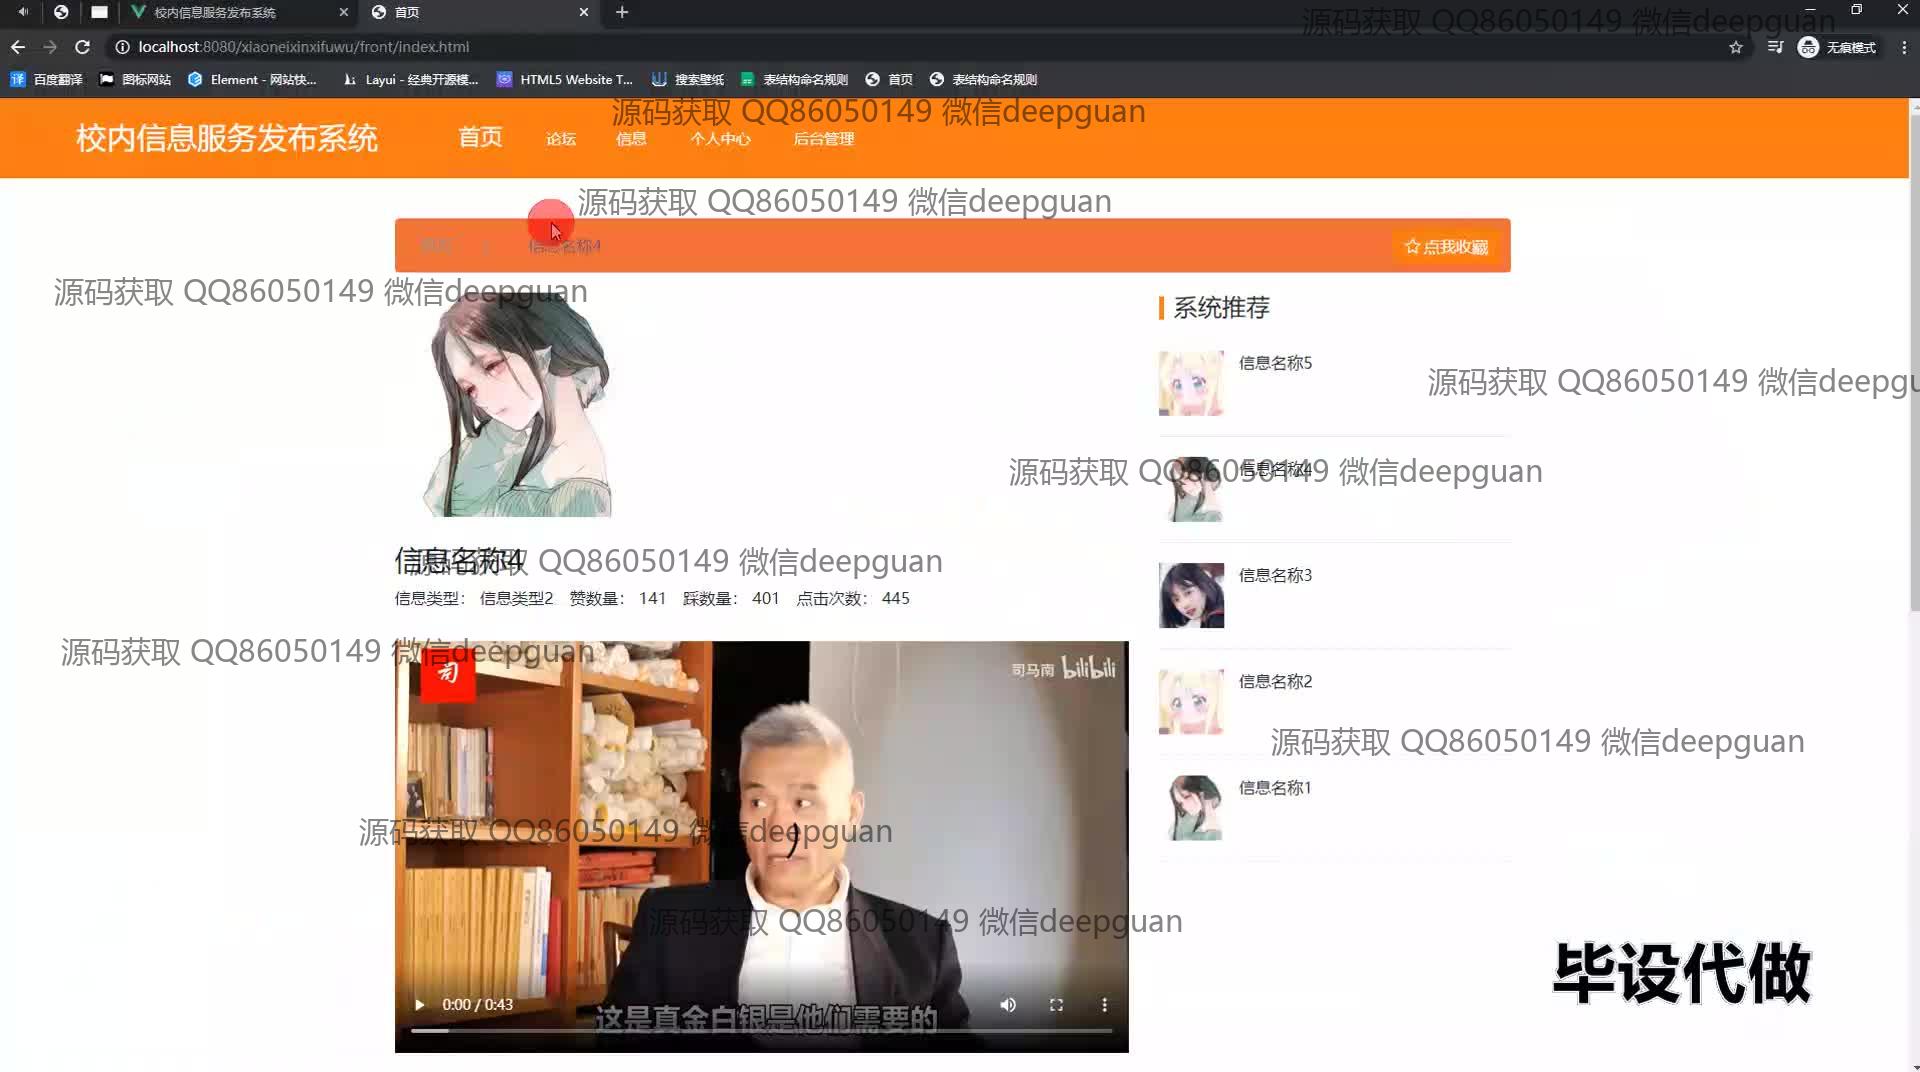 校内信息服务发布系统
首页
源码获取 QQ86050149 微信deepguan
localhost:8080/xiaoneixinxifuwu/front/index.html
无痕模式
百度翻译
图标网站
Element - 网站快...
Layui - 经典开源模...
HTML5 Website T...
搜索壁纸
表结构命名规则
首页
表结构命名规则
源码获取 QQ86050149 微信deepguan
校内信息服务发布系统
首页
论坛
信息
个人中心
后台管理
源码获取 QQ86050149 微信deepguan
信息名称4
点我收藏
源码获取 QQ86050149 微信deepguan
系统推荐
信息名称5
源码获取 QQ86050149 微信deepgu
信息名称4
源码获取 QQ86050149 微信deepguan
信息名称4
源码获取 QQ86050149 微信deepguan
信息名称3
信息类型： 信息类型2 赞数量： 141 踩数量： 401 点击次数： 445
源码获取 QQ86050149 微信deepguan
司
司马南 bilibili
信息名称2
源码获取 QQ86050149 微信deepguan
信息名称1
源码获取 QQ86050149 微信deepguan
源码获取 QQ86050149 微信deepguan
毕设代做
0:00 / 0:43
这是真金白银是他们需要的